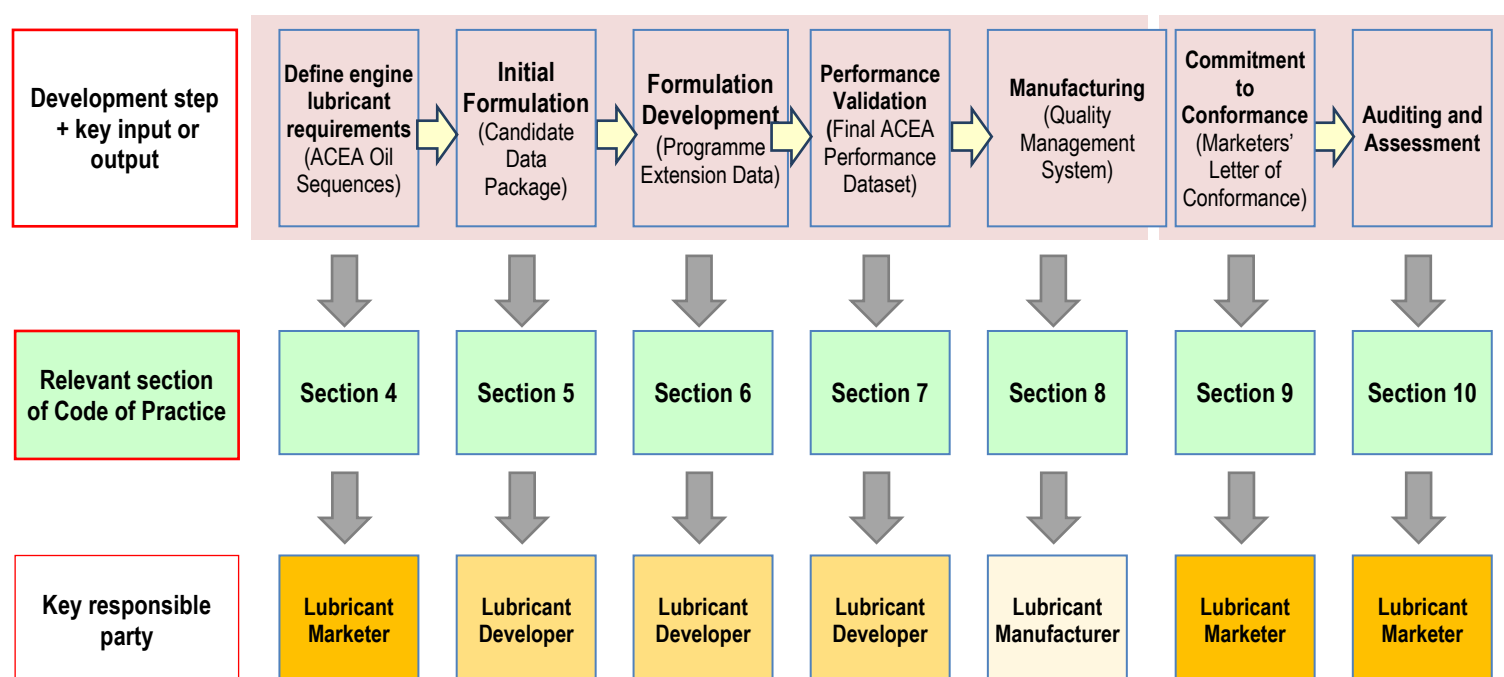 Development step
+ key input or
output
Define engine
lubricant
requirements
(ACEA Oil
Sequences)
Initial
Formulation
(Candidate
Data
Package)
Formulation
Development
(Programme
Extension Data)
Performance
Validation
(Final ACEA
Performance
Dataset)
Manufacturing
(Quality
Management
System)
Commitment
to
Conformance
(Marketers’
Letter of
Conformance)
Auditing and
Assessment
Relevant section
of Code of Practice
Section 4
Section 5
Section 6
Section 7
Section 8
Section 9
Section 10
Key responsible
party
Lubricant
Marketer
Lubricant
Developer
Lubricant
Developer
Lubricant
Developer
Lubricant
Manufacturer
Lubricant
Marketer
Lubricant
Marketer